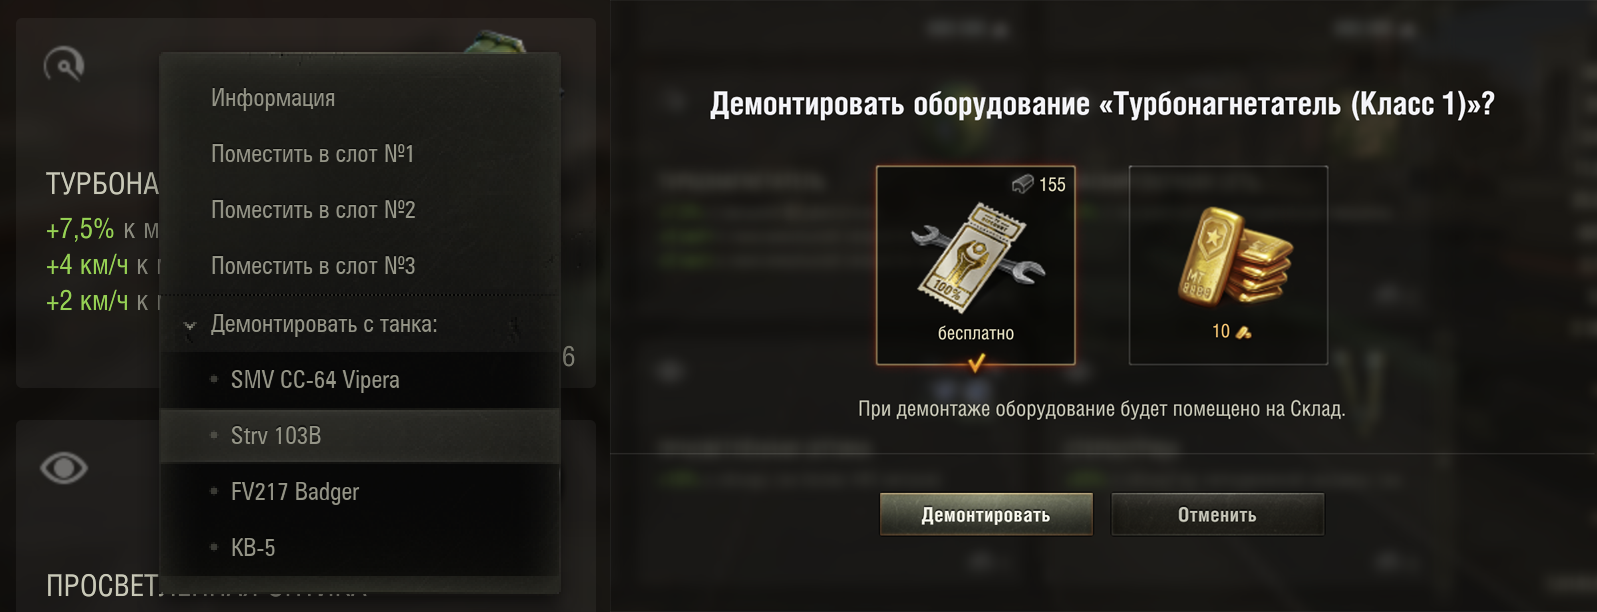 Информация
Поместить в слот №1
Поместить в слот №2
Поместить в слот №3
Демонтировать с танка:
SMV CC-64 Vipera
Strv 103B
FV217 Badger
КВ-5
ТУРБОНА
+7,5% к м
+4 км/ч к
+2 км/ч к
6
Демонтировать оборудование «Турбонагнетатель (Класс 1)»?
155
100%
бесплатно
10
При демонтаже оборудование будет помещено на Склад.
Демонтировать
Отменить